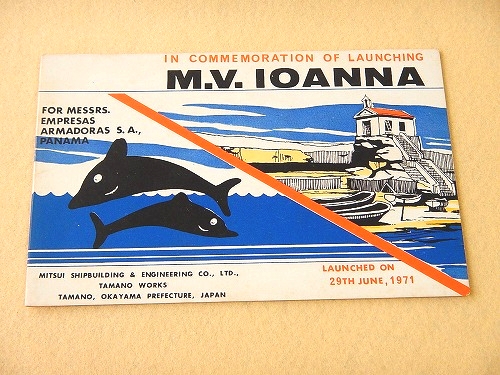 IN COMMEMORATION OF LAUNCHING
M.V. IOANNA
FOR MESSRS.
EMPRESAS
ARMADORAS S.A.,
PANAMA
MITSUI SHIPBUILDING & ENGINEERING CO., LTD.,
TAMANO WORKS
TAMANO, OKAYAMA PREFECTURE, JAPAN
LAUNCHED ON
29TH JUNE, 1971